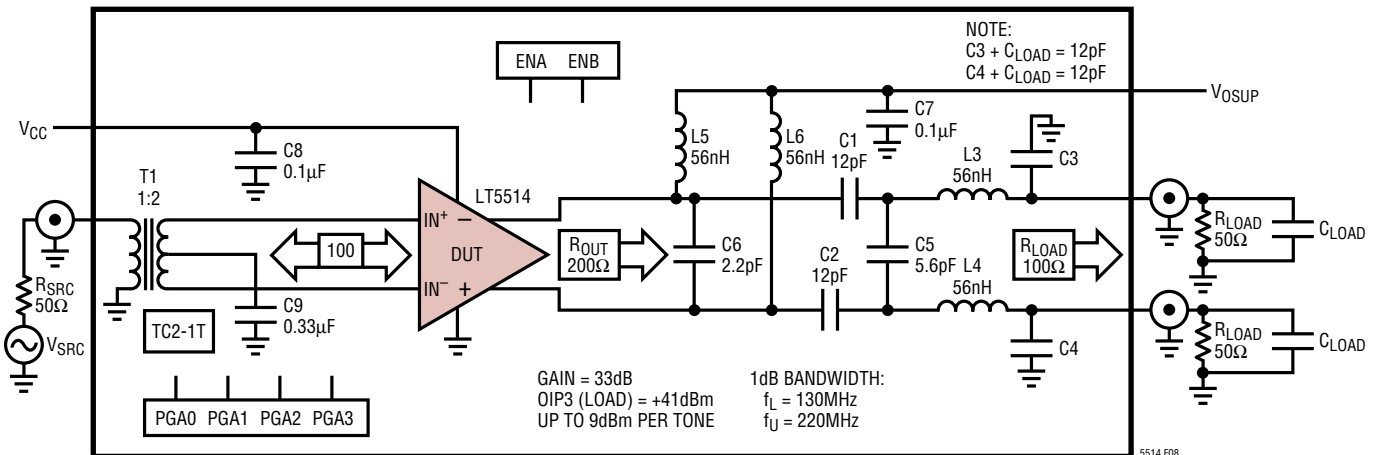 NOTE:
C3 + CLOAD = 12pF
C4 + CLOAD = 12pF
ENA ENB
VOSUP
VCC
C8
0.1µF
L5
56nH
L6
56nH
C7
0.1µF
C1
12pF
L3
56nH
C3
T1
1:2
LT5514
IN+ −
DUT
IN− +
100
ROUT
200Ω
C6
2.2pF
C2
12pF
C5
5.6pF
L4
56nH
RLOAD
100Ω
RLOAD
50Ω
CLOAD
RSRC
50Ω
VSRC
TC2-1T
C9
0.33µF
C4
RLOAD
50Ω
CLOAD
PGA0 PGA1 PGA2 PGA3
GAIN = 33dB
OIP3 (LOAD) = +41dBm
UP TO 9dBm PER TONE
1dB BANDWIDTH:
fL = 130MHz
fU = 220MHz
5514 F08